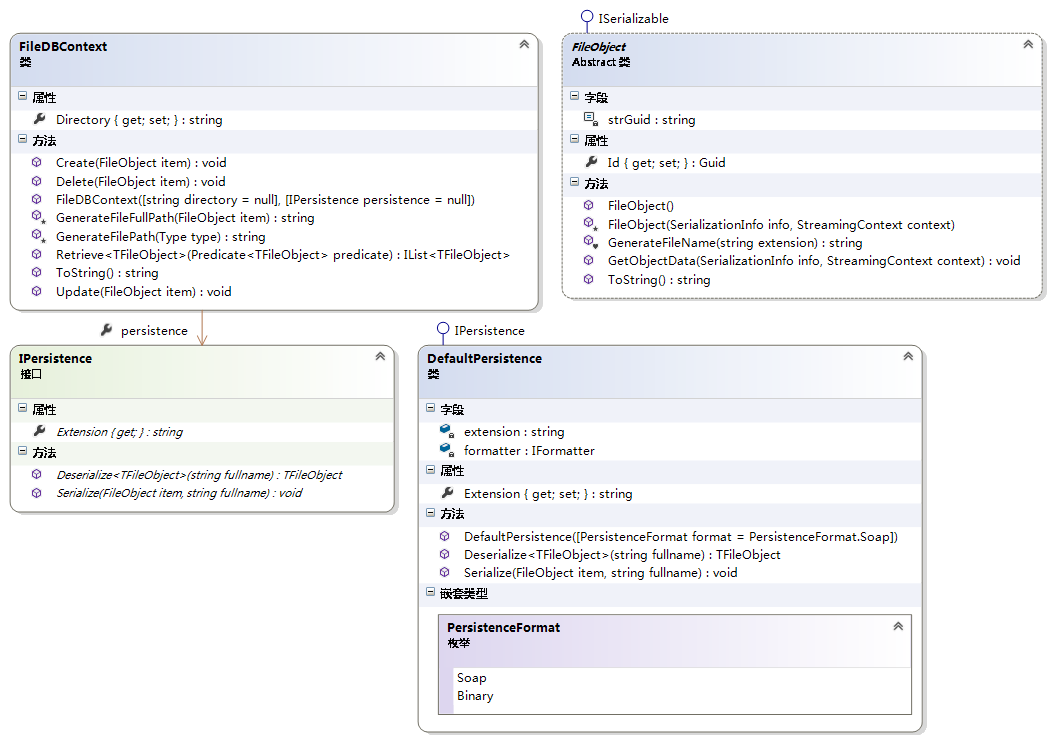 FileDBContext
类
属性
Directory { get; set; } : string
方法
Create(FileObject item) : void
Delete(FileObject item) : void
FileDBContext([string directory = null], [IPersistence persistence = null])
GenerateFileFullPath(FileObject item) : string
GenerateFilePath(Type type) : string
Retrieve<TFileObject>(Predicate<TFileObject> predicate) : IList<TFileObject>
ToString() : string
Update(FileObject item) : void
ISerializable
FileObject
Abstract 类
字段
strGuid : string
属性
Id { get; set; } : Guid
方法
FileObject()
FileObject(SerializationInfo info, StreamingContext context)
GenerateFileName(string extension) : string
GetObjectData(SerializationInfo info, StreamingContext context) : void
ToString() : string
persistence
IPersistence
接口
属性
Extension { get; } : string
方法
Deserialize<TFileObject>(string fullname) : TFileObject
Serialize(FileObject item, string fullname) : void
IPersistence
DefaultPersistence
类
字段
extension : string
formatter : IFormatter
属性
Extension { get; set; } : string
方法
DefaultPersistence([PersistenceFormat format = PersistenceFormat.Soap])
Deserialize<TFileObject>(string fullname) : TFileObject
Serialize(FileObject item, string fullname) : void
嵌套类型
PersistenceFormat
枚举
Soap
Binary